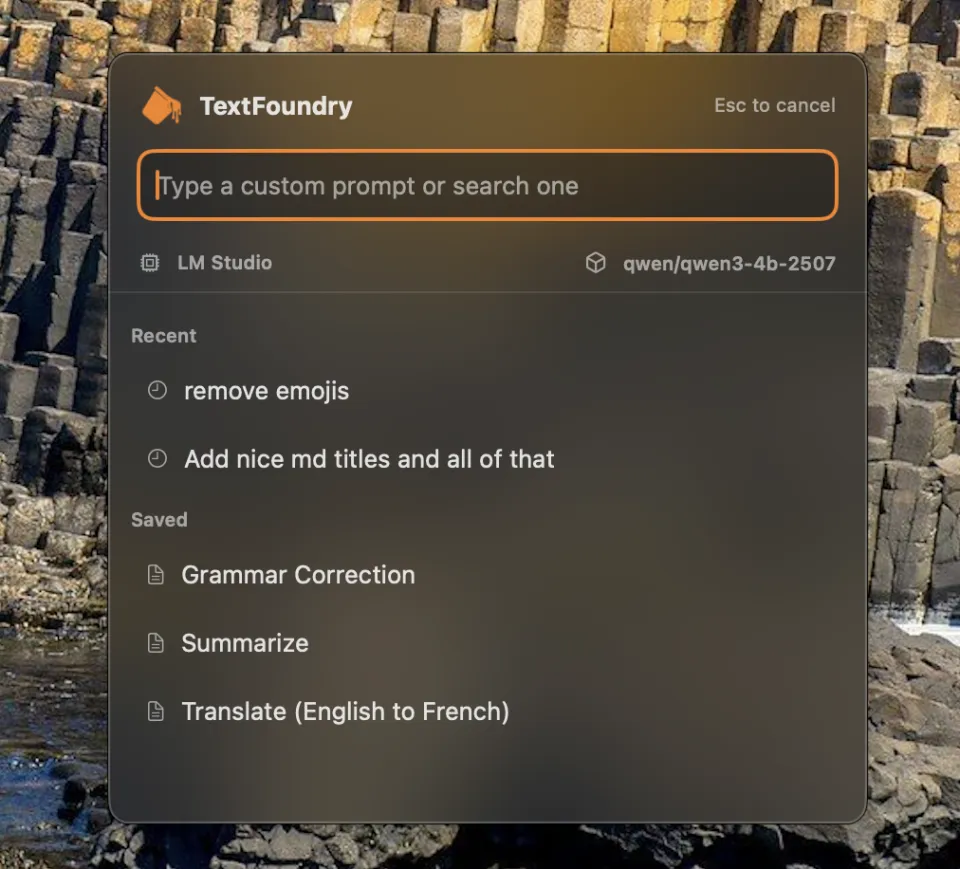 TextFoundry
Esc to cancel
Type a custom prompt or search one
LM Studio
qwen/qwen3-4b-2507
Recent
remove emojis
Add nice md titles and all of that
Saved
Grammar Correction
Summarize
Translate (English to French)